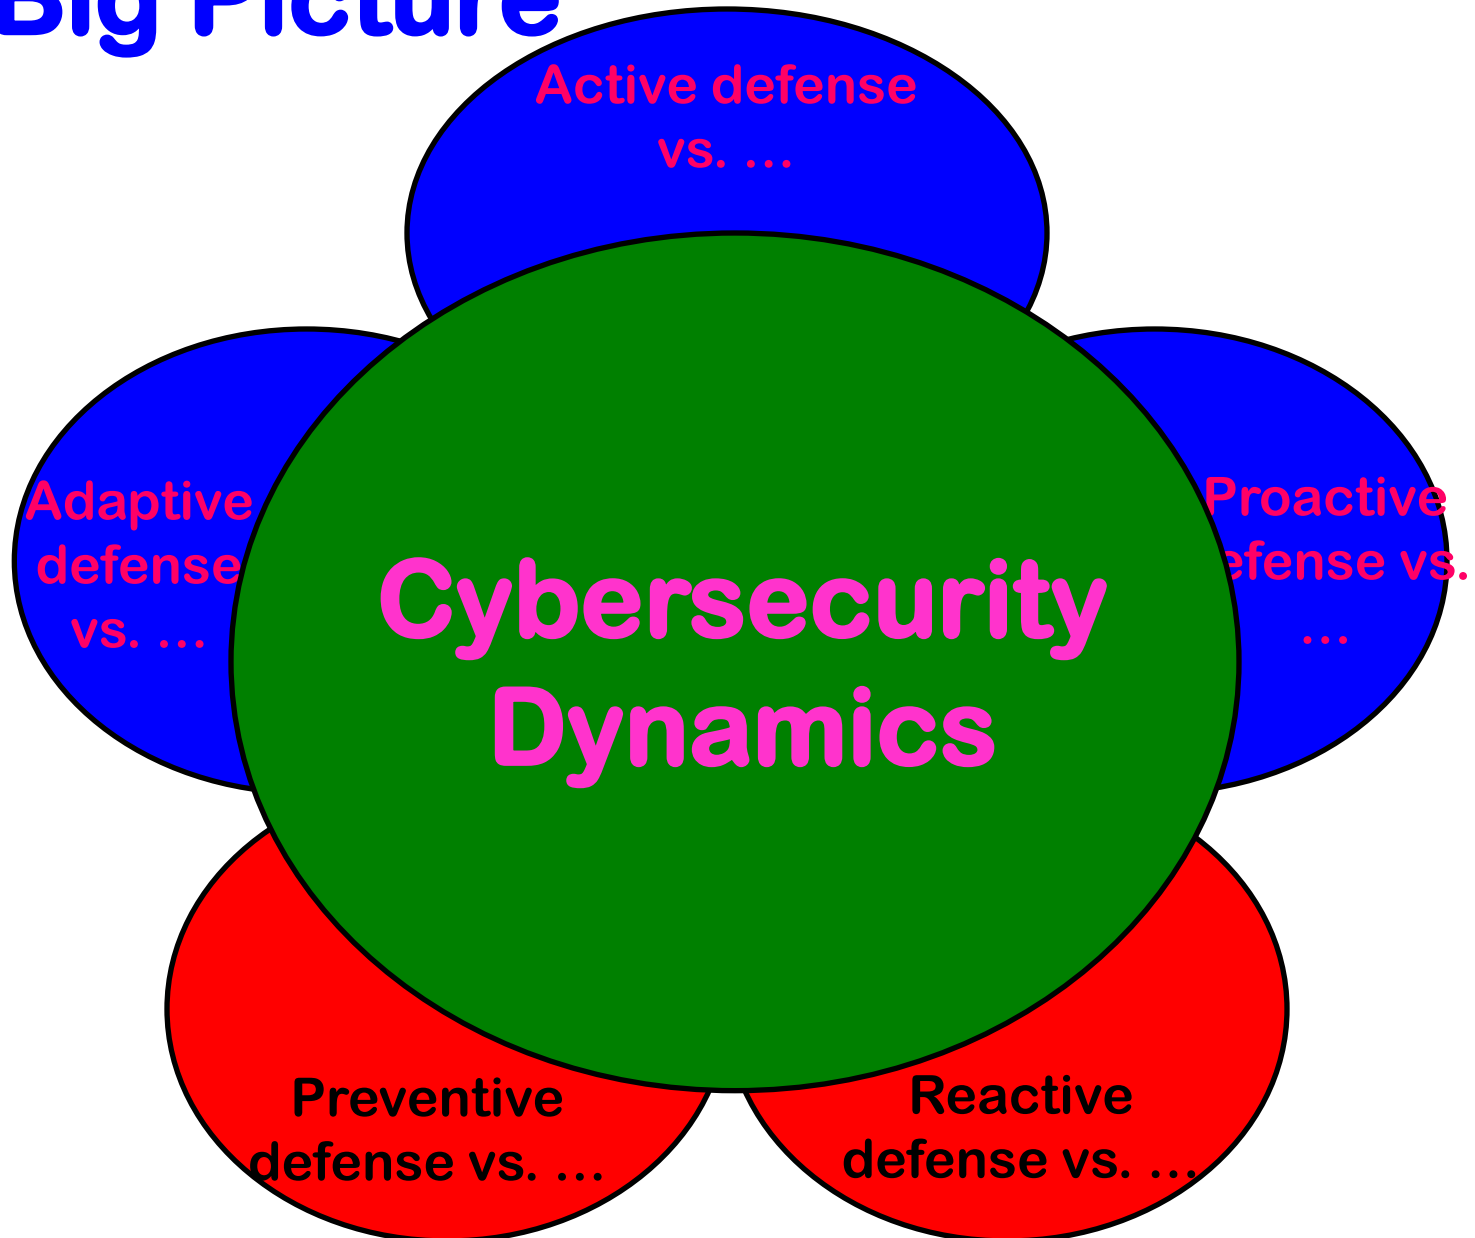 Big Picture
Active defense
vs. …
Adaptive
defense
vs. …
Proactive
efense vs.
…
Cybersecurity
Dynamics
Preventive
defense vs. …
Reactive
defense vs. …